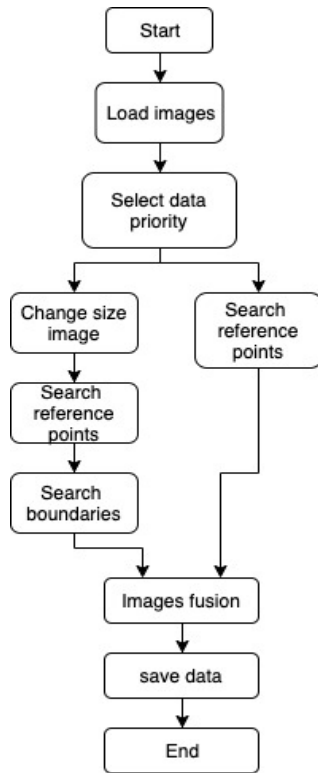 Start
Load images
Select data
priority
Change size
image
Search
reference
points
Search
reference
points
Search
boundaries
Images fusion
save data
End